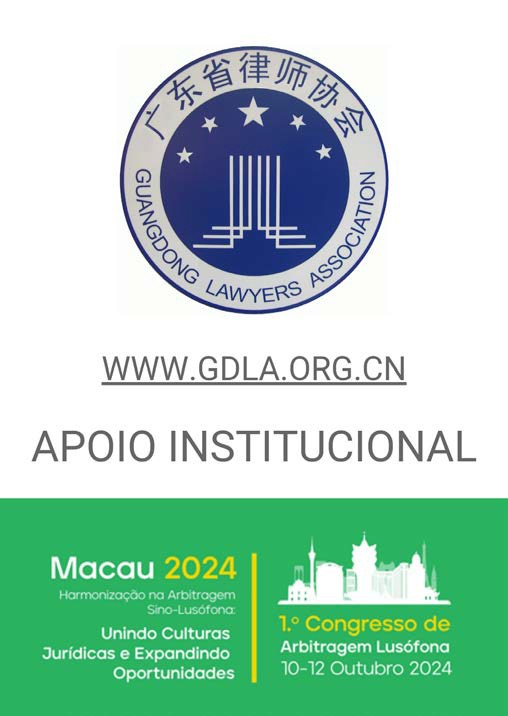 广东省律师协会
GUANGDONG LAWYERS ASSOCIATION
WWW.GDLA.ORG.CN
APOIO INSTITUCIONAL
Macau 2024
Harmonização na Arbitragem
Sino-Lusófona:
Unindo Culturas
Jurídicas e Expandindo
Oportunidades
1.º Congresso de
Arbitragem Lusófona
10-12 Outubro 2024